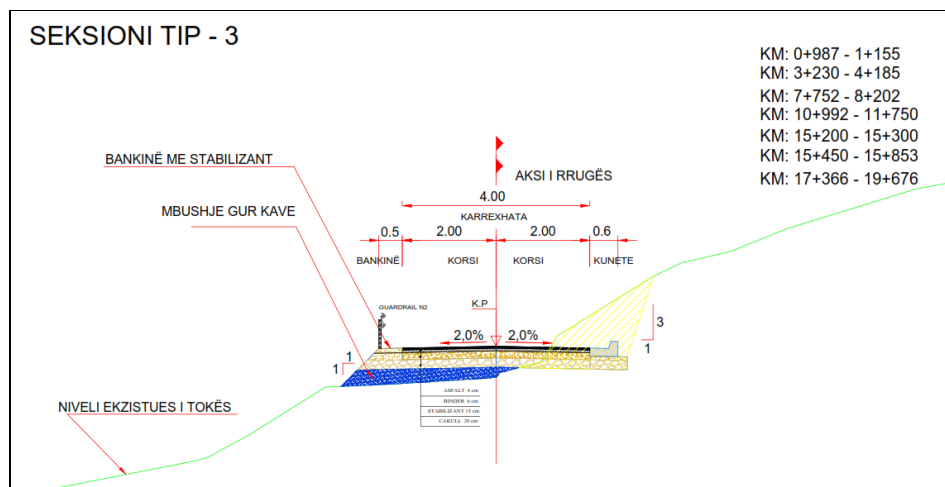 SEKSIONI TIP - 3
KM: 0+987 - 1+155
KM: 3+230 - 4+185
KM: 7+752 - 8+202
KM: 10+992 - 11+750
KM: 15+200 - 15+300
KM: 15+450 - 15+853
KM: 17+366 - 19+676
BANKINË ME STABILIZANT
AKSI I RRUGËS
4.00
MBUSHJE GUR KAVE
KARREXHATA
0.5 2.00 2.00 0.6
BANKINË KORSI KORSI KUNETE
GUARDRAIL N2
K.P
2,0% 2,0%
3
1
1
1
ASFALT 4 cm
BINDER 6 cm
STABILIZANT 15 cm
CAKULL 20 cm
NIVELI EKZISTUES I TOKËS